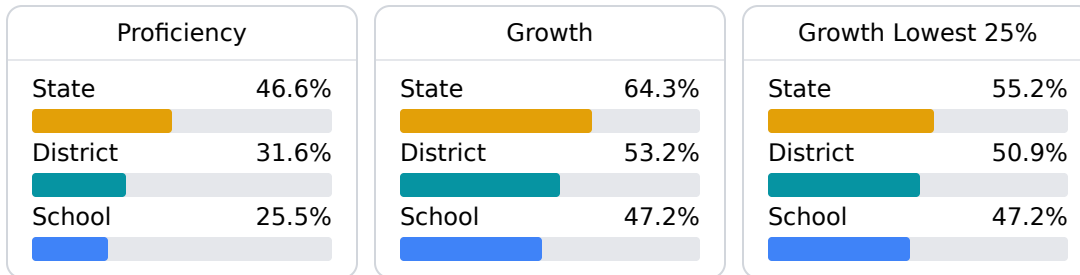 Proficiency
State 46.6%
District 31.6%
School 25.5%
Growth
State 64.3%
District 53.2%
School 47.2%
Growth Lowest 25%
State 55.2%
District 50.9%
School 47.2%